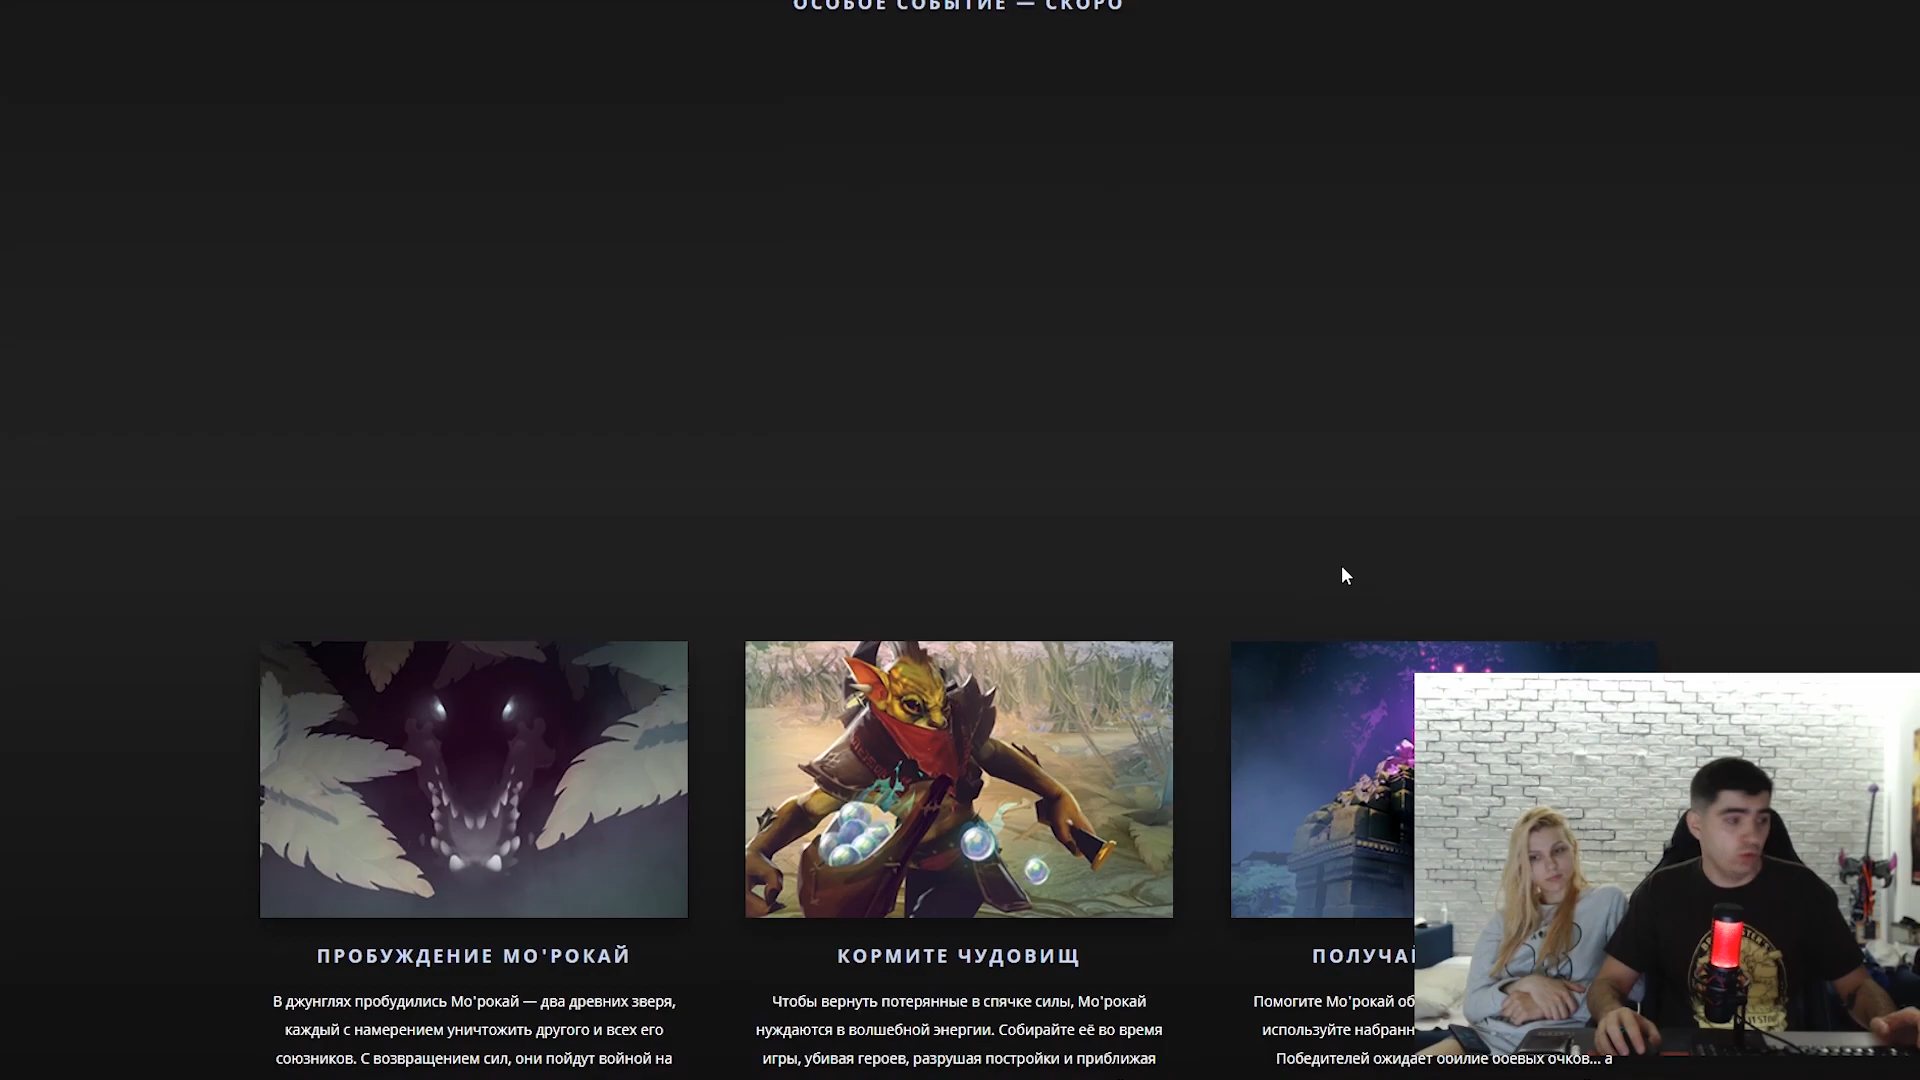 ОСОБОЕ СОБЫТИЕ — СКОРО
ПРОБУЖДЕНИЕ МО'РОКАЙ
В джунглях пробудились Мо'рокай — два древних зверя,
каждый с намерением уничтожить другого и всех его
союзников. С возвращением сил, они пойдут войной на
КОРМИТЕ ЧУДОВИЩ
Чтобы вернуть потерянные в спячке силы, Мо'рокай
нуждаются в волшебной энергии. Собирайте её во время
игры, убивая героев, разрушая постройки и приближая
ПОЛУЧАЙ
Помогите Мо'рокай об
используйте набранн
Победителей ожидает обилие боевых очков... а